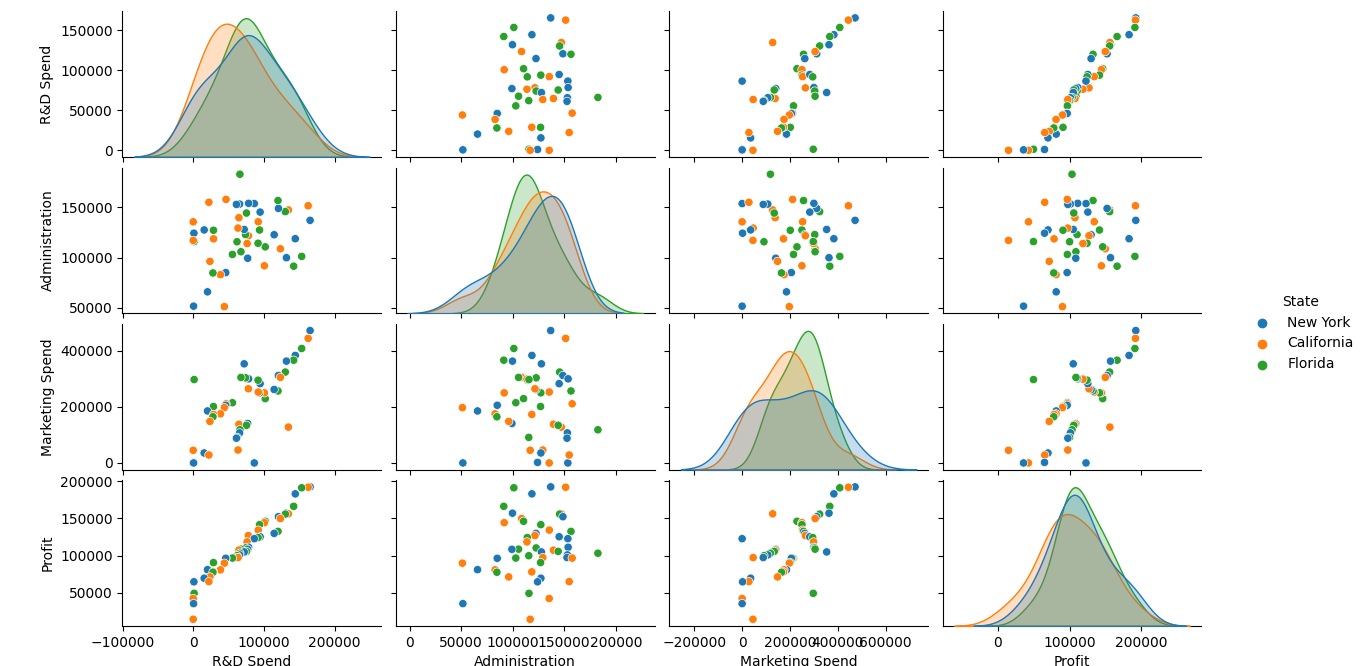 150000
100000
50000
0
R&D Spend
150000
100000
50000
Administration
State
New York
California
Florida
400000
200000
0
Marketing Spend
200000
150000
100000
50000
Profit
−100000 0 100000 200000
0 50000 100000 150000 200000
−200000 0 200000 400000 600000
0 100000 200000
R&D Spend
Administration
Marketing Spend
Profit